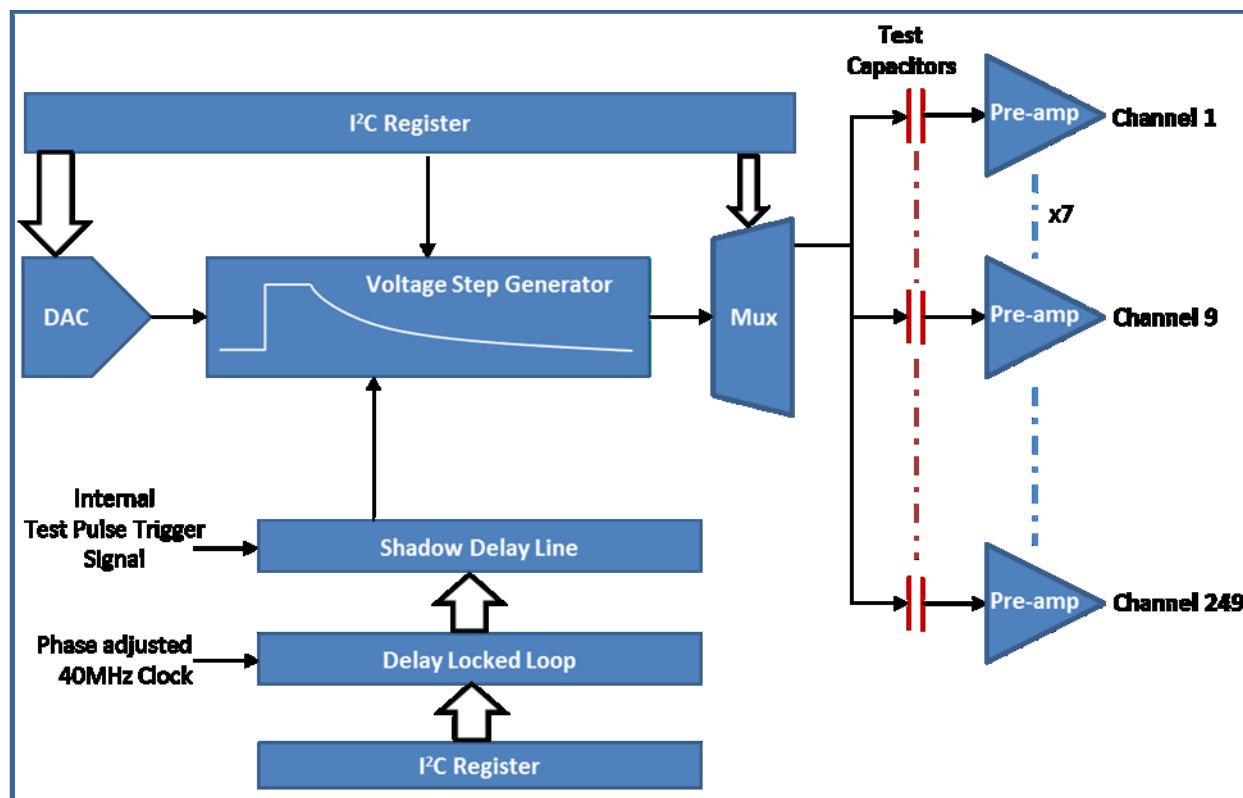 Test
Capacitors
I²C Register
Pre-amp
Channel 1
x7
DAC
Voltage Step Generator
Mux
Pre-amp
Channel 9
Internal
Test Pulse Trigger
Signal
Shadow Delay Line
Pre-amp
Channel 249
Phase adjusted
40MHz Clock
Delay Locked Loop
I²C Register